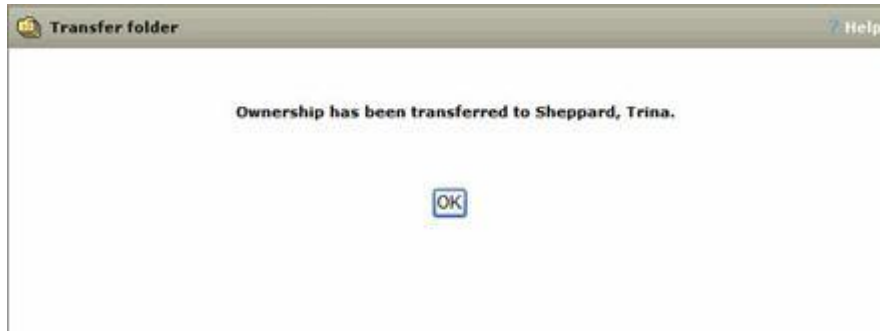 Transfer folder
? Help
Ownership has been transferred to Sheppard, Trina.
OK